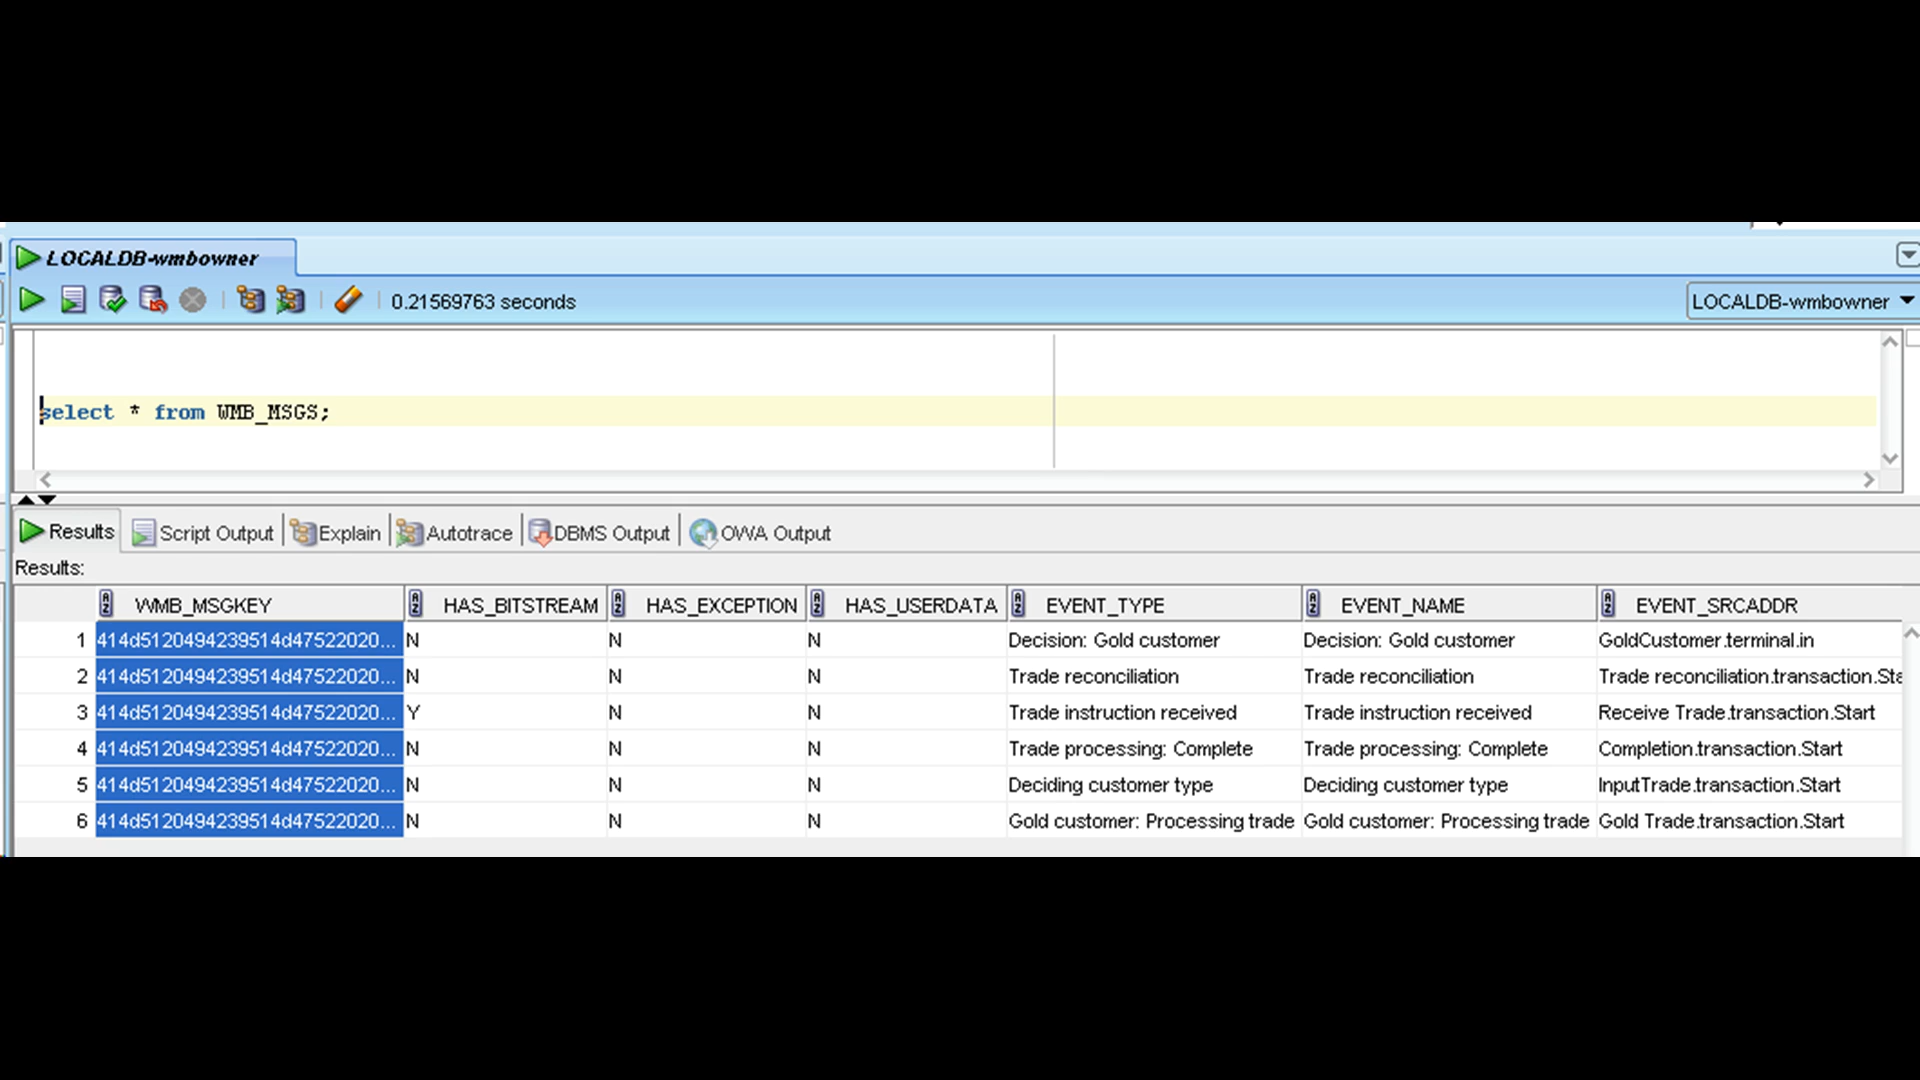 LOCALDB-wmbowner
0.21569763 seconds LOCALDB-wmbowner
select * from WMB_MSGS;
Results Script Output Explain Autotrace DBMS Output OWA Output
Results:
WMB_MSGKEY HAS_BITSTREAM HAS_EXCEPTION HAS_USERDATA EVENT_TYPE EVENT_NAME EVENT_SRCADDR
1 414d5120494239514d47522020... N N N Decision: Gold customer Decision: Gold customer GoldCustomer.terminal.in
2 414d5120494239514d47522020... N N N Trade reconciliation Trade reconciliation Trade reconciliation.transaction.Sta
3 414d5120494239514d47522020... Y N N Trade instruction received Trade instruction received Receive Trade.transaction.Start
4 414d5120494239514d47522020... N N N Trade processing: Complete Trade processing: Complete Completion.transaction.Start
5 414d5120494239514d47522020... N N N Deciding customer type Deciding customer type InputTrade.transaction.Start
6 414d5120494239514d47522020... N N N Gold customer: Processing trade Gold customer: Processing trade Gold Trade.transaction.Start